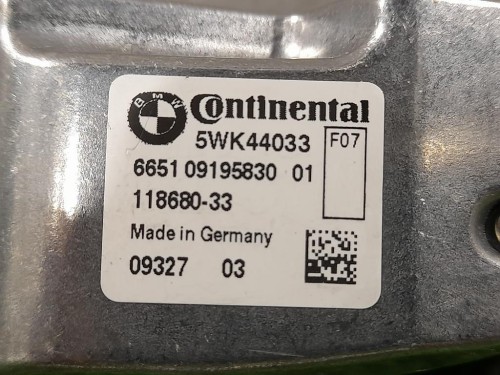 BMW
Continental
5WK44033
F07
6651 09195830 01
118680-33
Made in Germany
09327 03